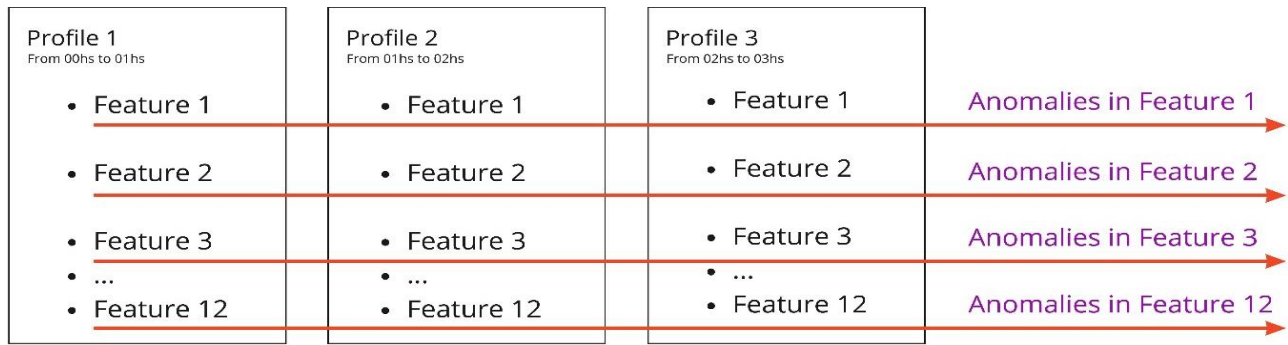 Profile 1
From 00hs to 01hs
• Feature 1
• Feature 2
• Feature 3
• ...
• Feature 12
Profile 2
From 01hs to 02hs
• Feature 1
• Feature 2
• Feature 3
• ...
• Feature 12
Profile 3
From 02hs to 03hs
• Feature 1
• Feature 2
• Feature 3
• ...
• Feature 12
Anomalies in Feature 1
Anomalies in Feature 2
Anomalies in Feature 3
Anomalies in Feature 12